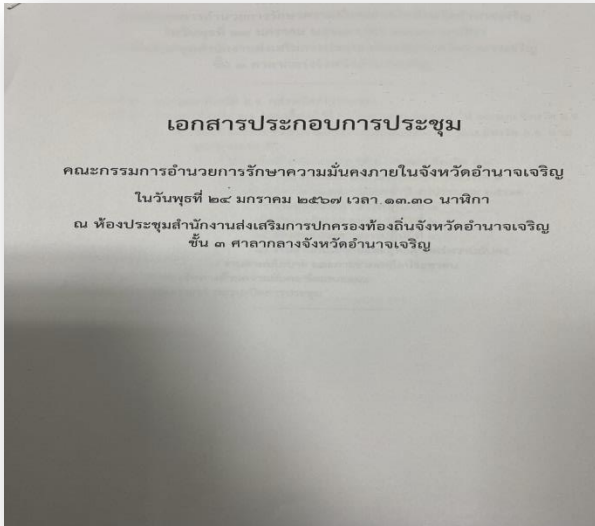 เอกสารประกอบการประชุม
คณะกรรมการอำนวยการรักษาความมั่นคงภายในจังหวัดอำนาจเจริญ
ในวันพุธที่ ๒๔ มกราคม ๒๕๖๗ เวลา ๑๓.๓๐ นาฬิกา
ณ ห้องประชุมสำนักงานส่งเสริมการปกครองท้องถิ่นจังหวัดอำนาจเจริญ
ชั้น ๓ ศาลากลางจังหวัดอำนาจเจริญ